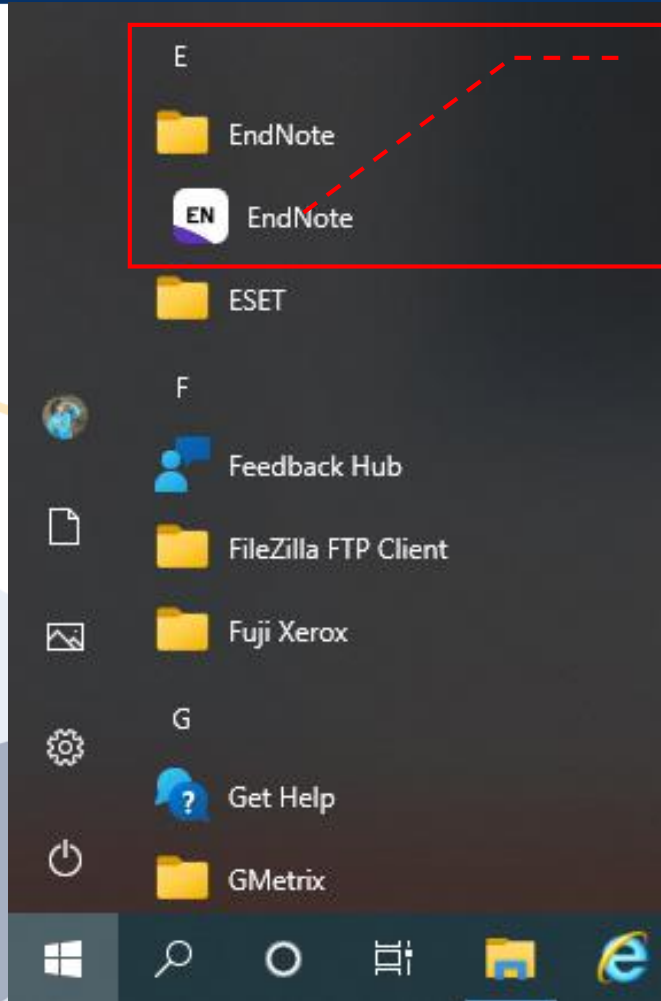 E
EndNote
EN EndNote
ESET
F
Feedback Hub
FileZilla FTP Client
Fuji Xerox
G
Get Help
GMetrix